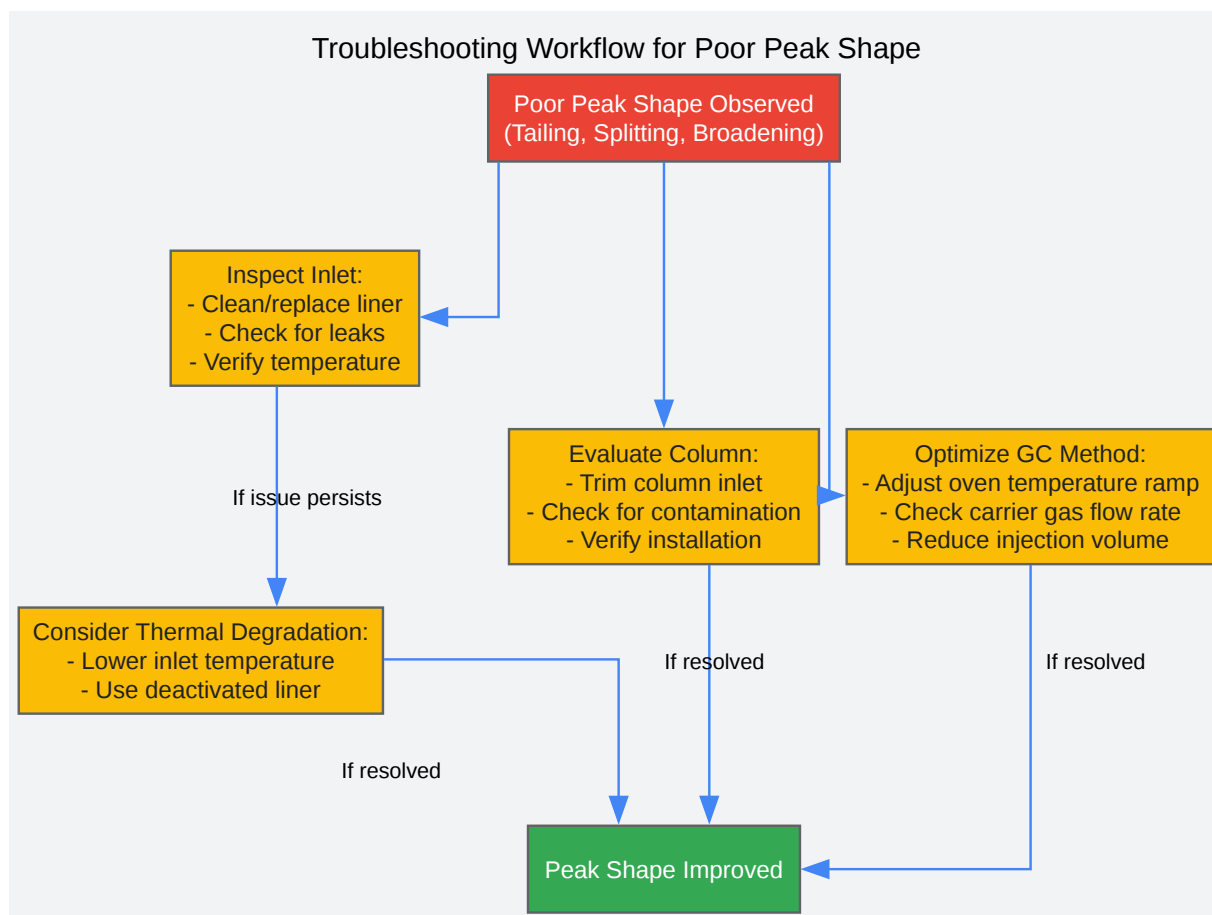 Troubleshooting Workflow for Poor Peak Shape
Poor Peak Shape Observed
(Tailing, Splitting, Broadening)
Inspect Inlet:
- Clean/replace liner
- Check for leaks
- Verify temperature
Evaluate Column:
- Trim column inlet
- Check for contamination
- Verify installation
Optimize GC Method:
- Adjust oven temperature ramp
- Check carrier gas flow rate
- Reduce injection volume
If issue persists
Consider Thermal Degradation:
- Lower inlet temperature
- Use deactivated liner
If resolved
If resolved
If resolved
Peak Shape Improved